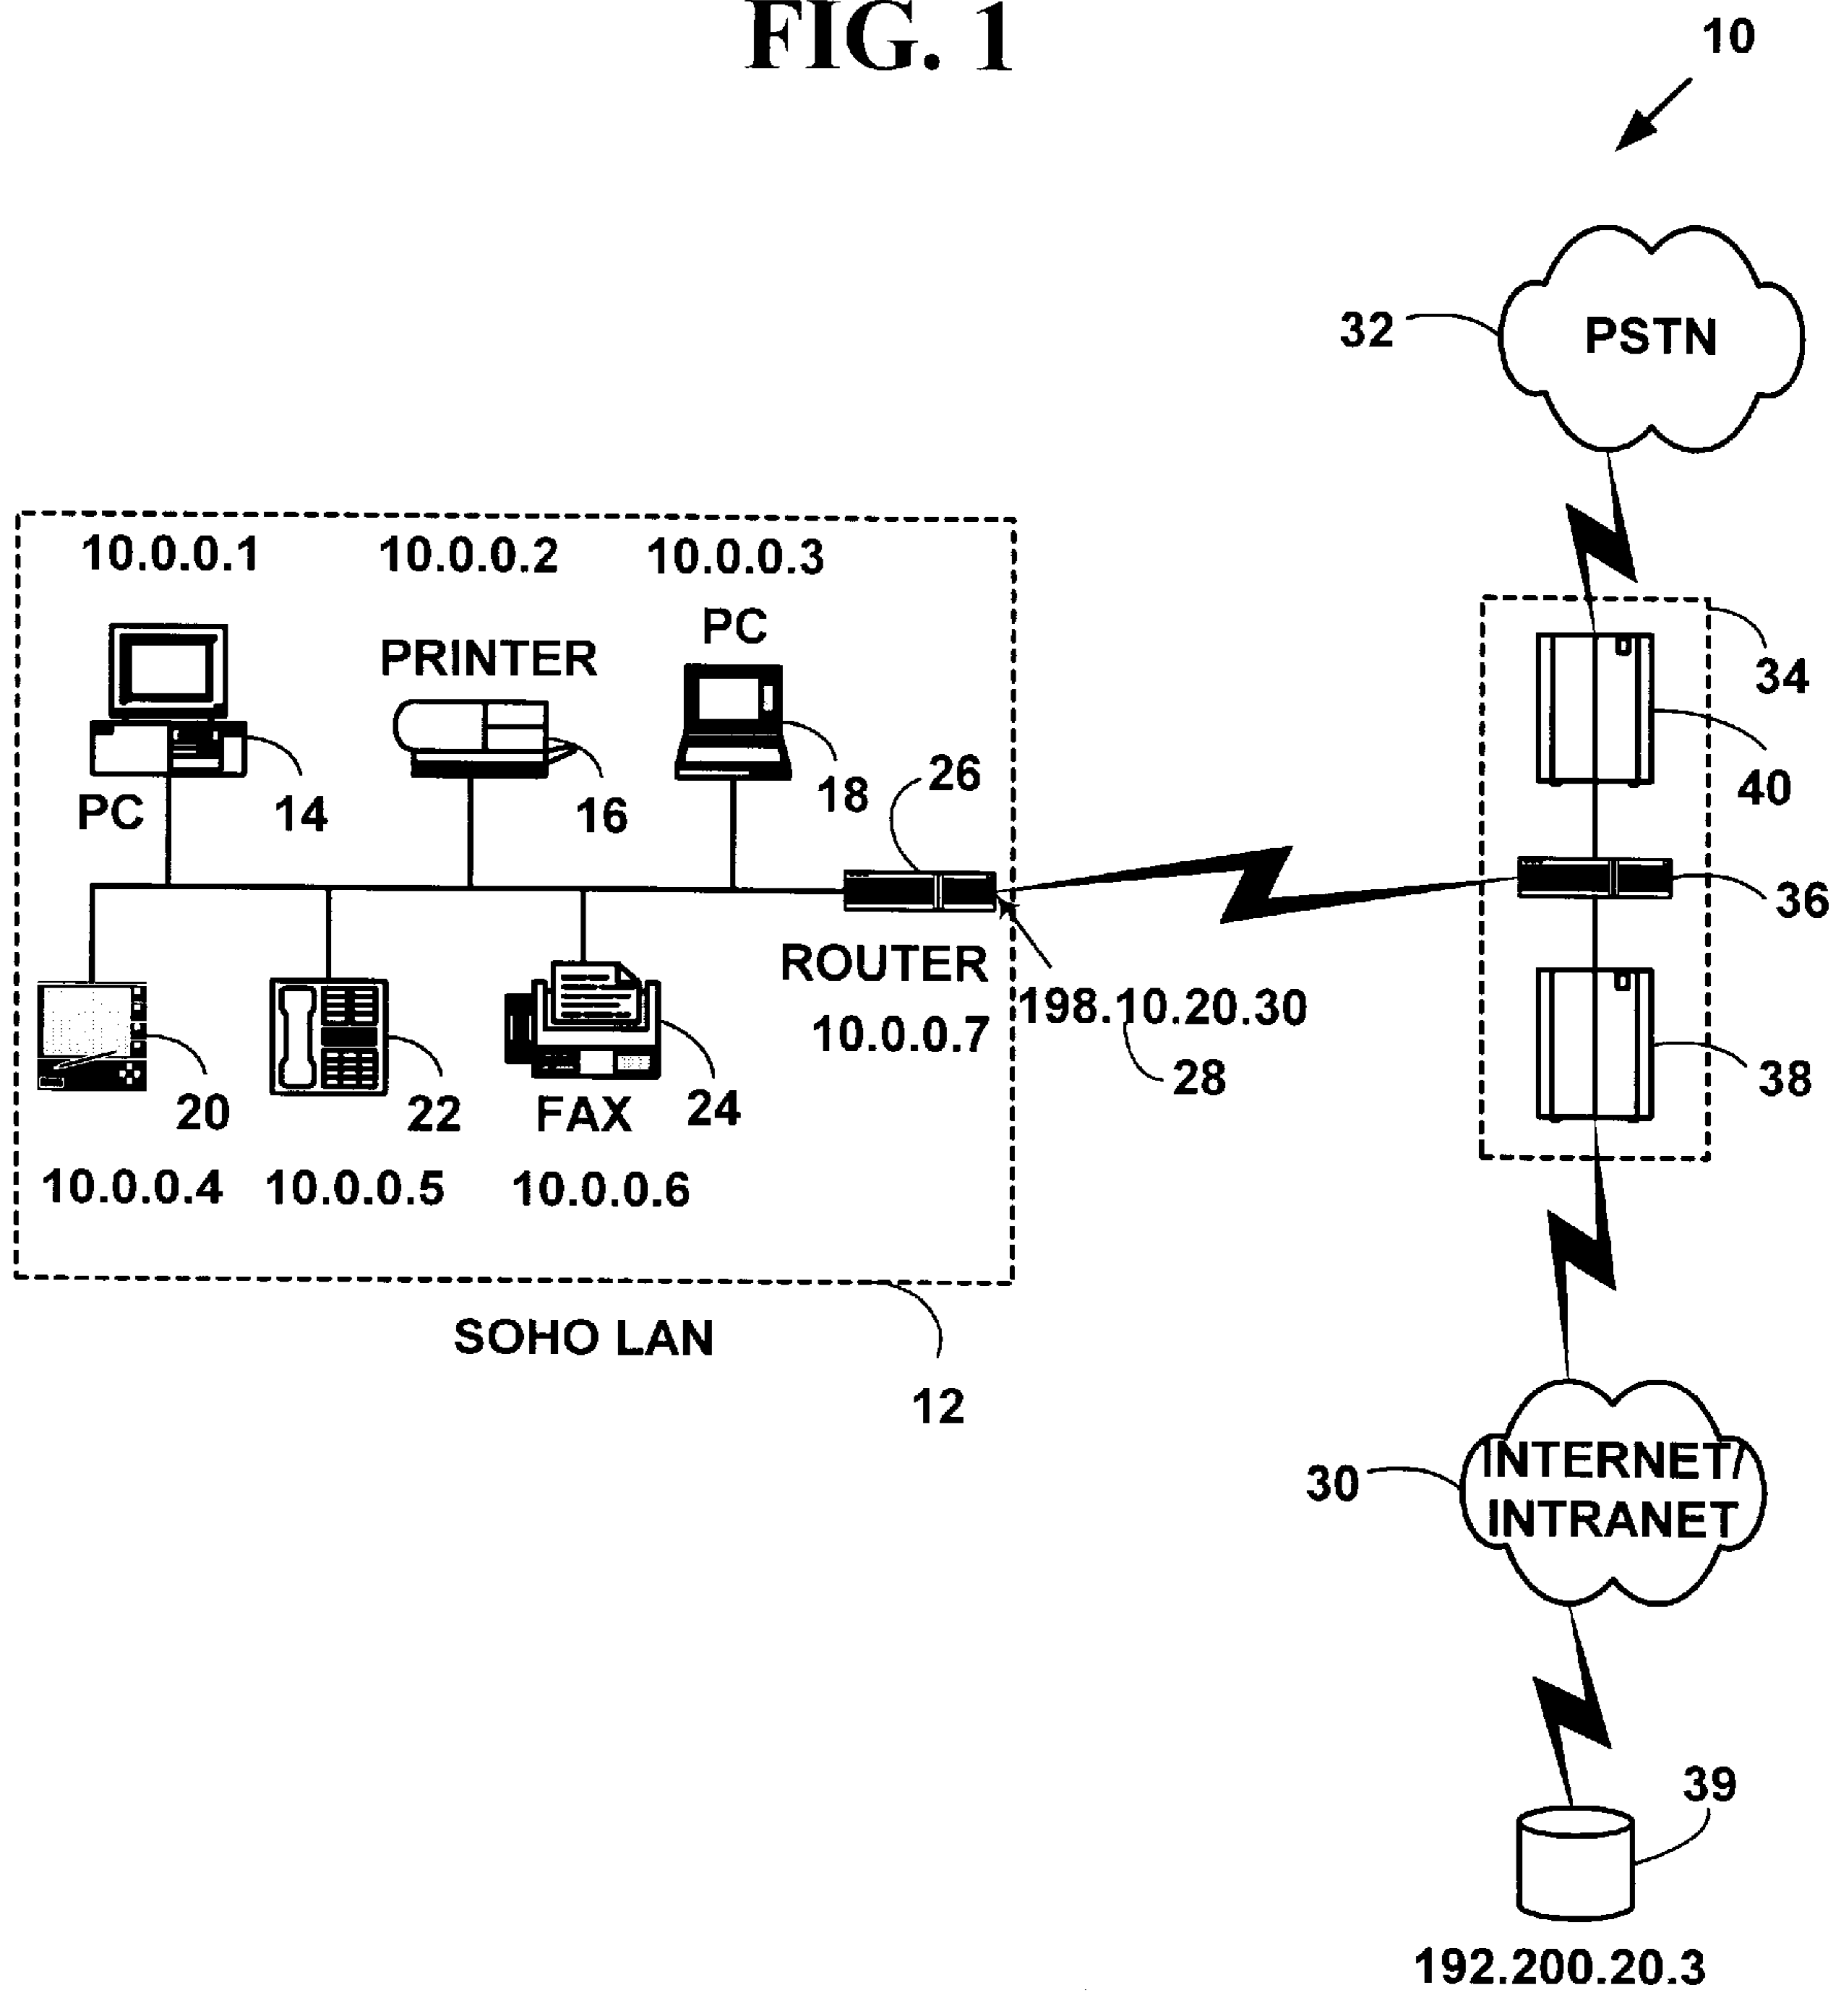 FIG. 1
10
PSTN
32
10.0.0.1
10.0.0.2
10.0.0.3
PC
PRINTER
34
PC
14
16
18
26
40
36
ROUTER
10.0.0.7
198.10.20.30
28
38
20
22
FAX
24
10.0.0.4
10.0.0.5
10.0.0.6
SOHO LAN
12
30
INTERNET/
INTRANET
39
192.200.20.3